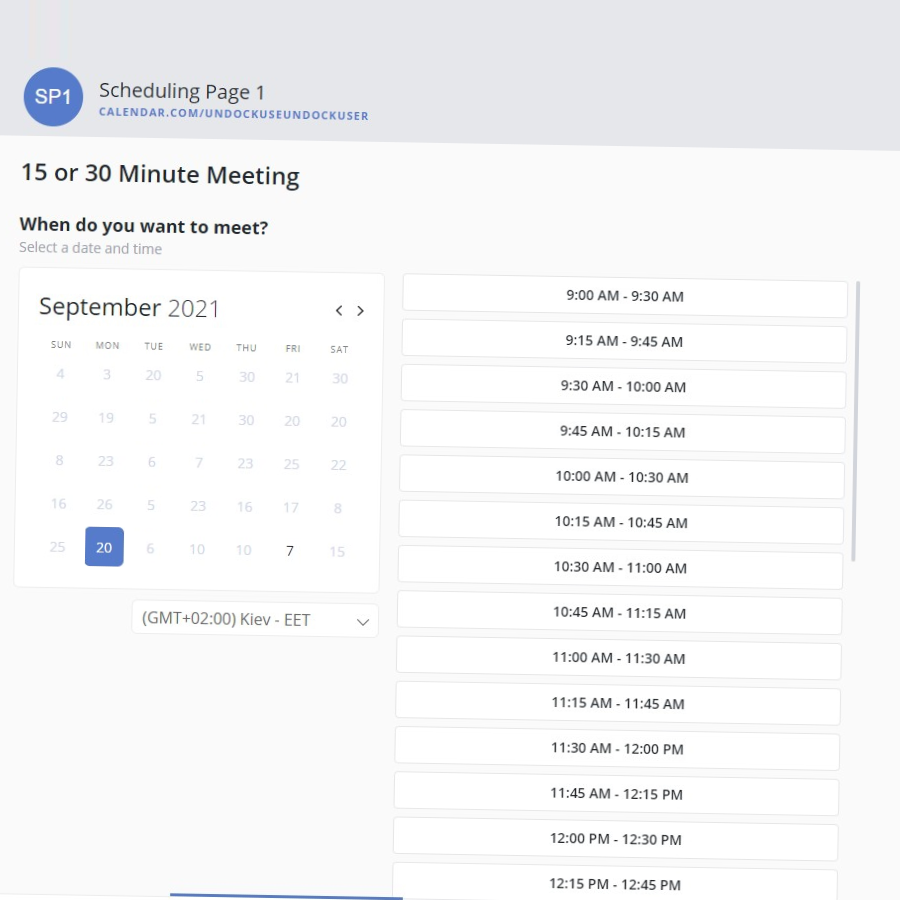 SP1
Scheduling Page 1
CALENDAR.COM/UNDOCKUSEUNDOCKUSER
15 or 30 Minute Meeting
When do you want to meet?
Select a date and time
September 2021
SUN MON TUE WED THU FRI SAT
4 3 20 5 30 21 30
29 19 5 21 30 20 20
8 23 6 7 23 25 22
16 26 5 23 16 17 8
25 20 6 10 10 7 15
(GMT+02:00) Kiev - EET
9:00 AM - 9:30 AM
9:15 AM - 9:45 AM
9:30 AM - 10:00 AM
9:45 AM - 10:15 AM
10:00 AM - 10:30 AM
10:15 AM - 10:45 AM
10:30 AM - 11:00 AM
10:45 AM - 11:15 AM
11:00 AM - 11:30 AM
11:15 AM - 11:45 AM
11:30 AM - 12:00 PM
11:45 AM - 12:15 PM
12:00 PM - 12:30 PM
12:15 PM - 12:45 PM